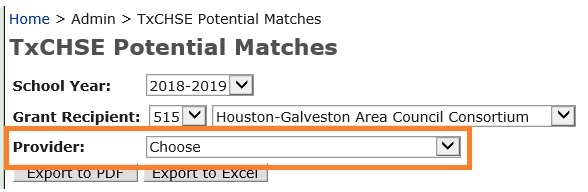 Home > Admin > TxCHSE Potential Matches
TxCHSE Potential Matches
School Year: 2018-2019
Grant Recipient: 515 Houston-Galveston Area Council Consortium
Provider: Choose
Export to PDF Export to Excel